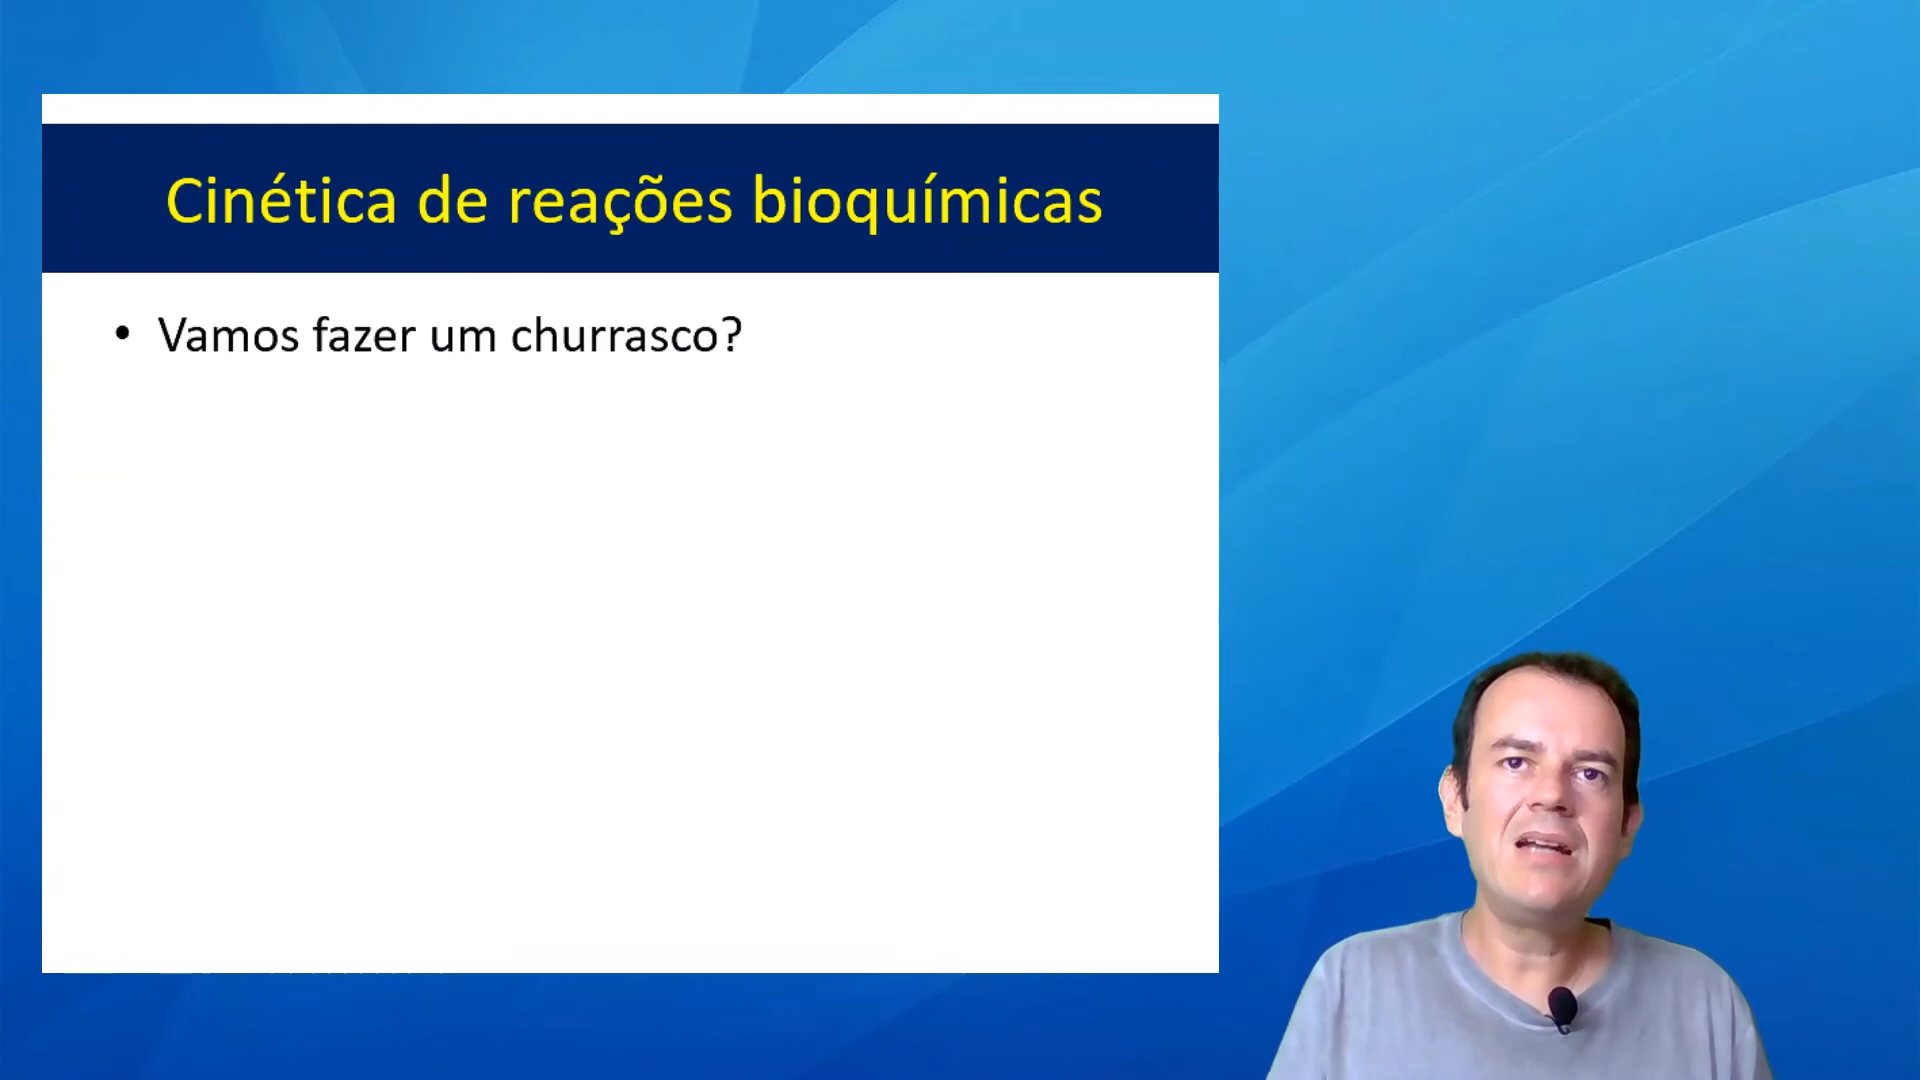 Cinética de reações bioquímicas
• Vamos fazer um churrasco?